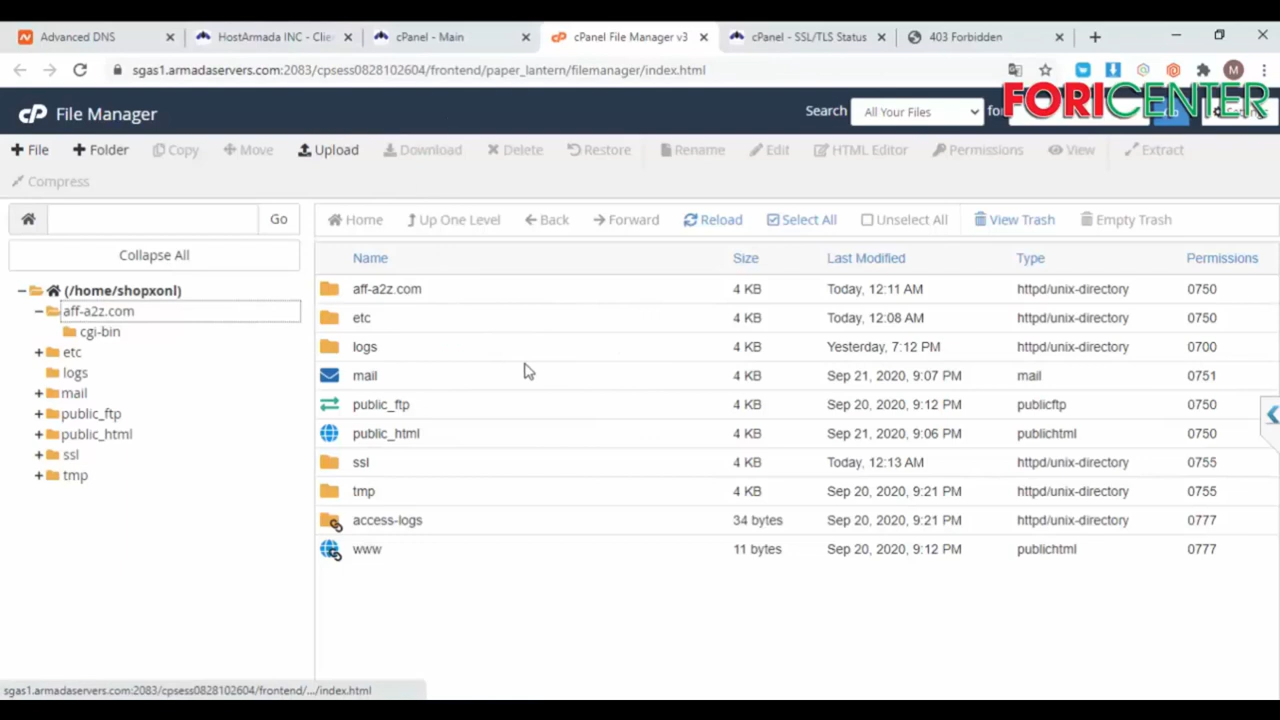 Advanced DNS
HostArmada INC - Clie
cPanel - Main
cPanel File Manager v3
cPanel - SSL/TLS Status
403 Forbidden
sgas1.armadaservers.com:2083/cpsess0828102604/frontend/paper_lantern/filemanager/index.html
M
FORICENTER
cP File Manager
Search All Your Files for
+ File + Folder Copy Move Upload Download Delete Restore Rename Edit HTML Editor Permissions View Extract
Compress
Go
Home Up One Level Back Forward Reload Select All Unselect All View Trash Empty Trash
Collapse All
(/home/shopxonl)
aff-a2z.com
cgi-bin
etc
logs
mail
public_ftp
public_html
ssl
tmp
Name Size Last Modified Type Permissions
aff-a2z.com 4 KB Today, 12:11 AM httpd/unix-directory 0750
etc 4 KB Today, 12:08 AM httpd/unix-directory 0750
logs 4 KB Yesterday, 7:12 PM httpd/unix-directory 0700
mail 4 KB Sep 21, 2020, 9:07 PM mail 0751
public_ftp 4 KB Sep 20, 2020, 9:12 PM publicftp 0750
public_html 4 KB Sep 21, 2020, 9:06 PM publichtml 0750
ssl 4 KB Today, 12:13 AM httpd/unix-directory 0755
tmp 4 KB Sep 20, 2020, 9:21 PM httpd/unix-directory 0755
access-logs 34 bytes Sep 20, 2020, 9:21 PM httpd/unix-directory 0777
www 11 bytes Sep 20, 2020, 9:12 PM publichtml 0777
sgas1.armadaservers.com:2083/cpsess0828102604/frontend/.../index.html